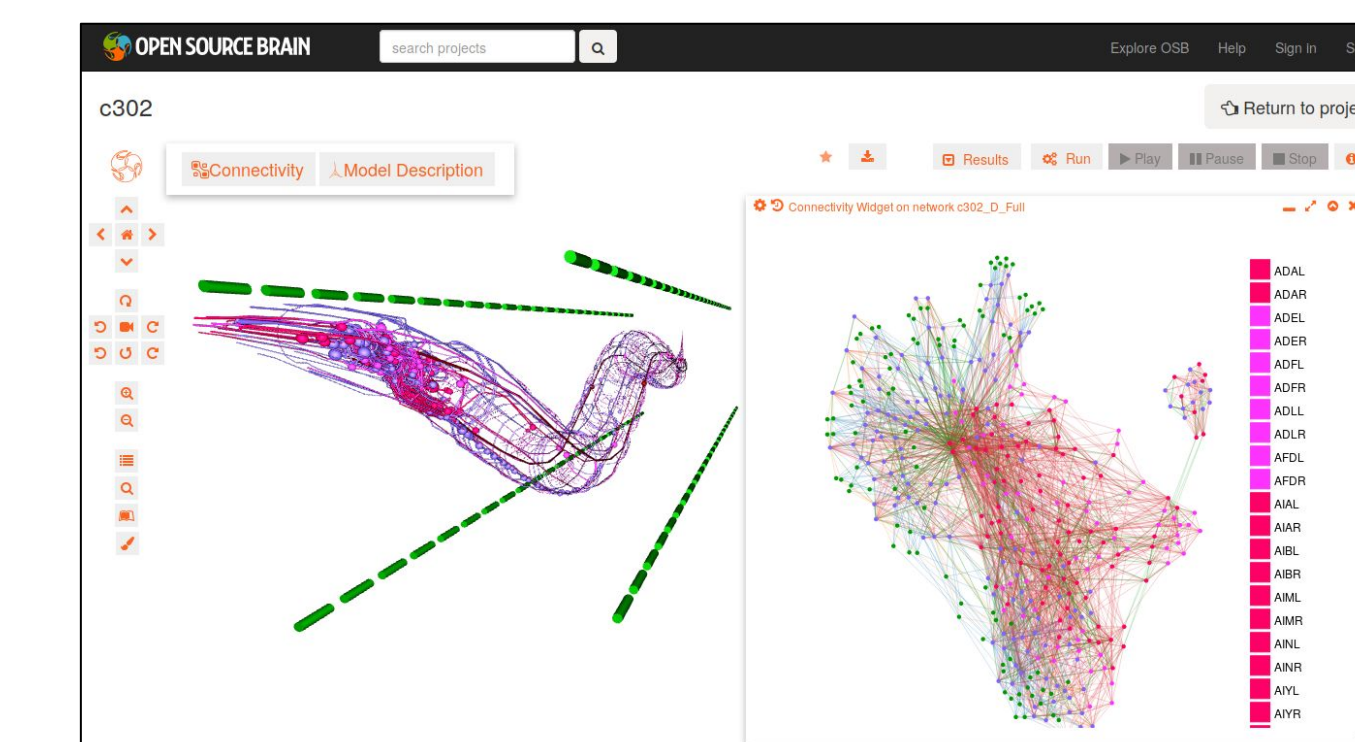 OPEN SOURCE BRAIN
search projects
Explore OSB
Help
Sign in
c302
Return to
Connectivity
Model Description
Results
Run
Play
Pause
Stop
Connectivity Widget on network c302_D_Full
ADAL
ADAR
ADEL
ADER
ADFL
ADFR
ADLL
ADLR
AFDL
AFDR
AIAL
AIAR
AIBL
AIBR
AIML
AIMR
AINL
AINR
AIYL
AIYR